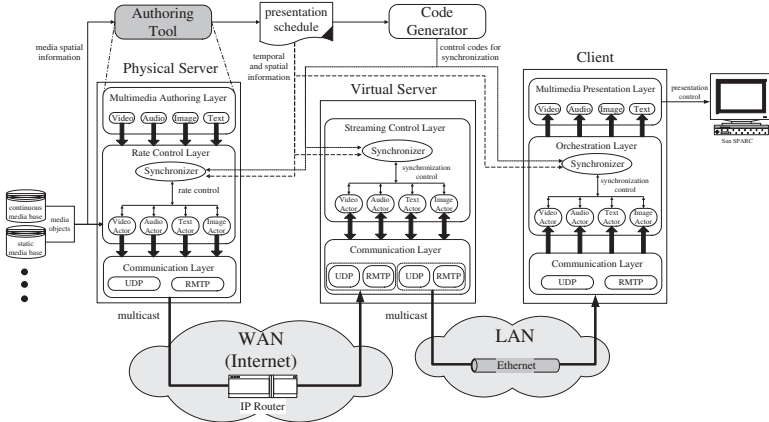 Authoring
Tool
presentation
schedule
Code
Generator
media spatial
information
temporal
and spatial
information
control codes for
synchronization
Physical Server
Multimedia Authoring Layer
Video
Audio
Image
Text
Rate Control Layer
Synchronizer
rate control
Video
Actor
Audio
Actor
Text
Actor
Image
Actor
Communication Layer
UDP
RMTP
continuous
media base
static
media base
media
objects
Virtual Server
Streaming Control Layer
Synchronizer
synchronization
control
Video
Actor
Audio
Actor
Text
Actor
Image
Actor
Communication Layer
UDP
RMTP
UDP
RMTP
Client
Multimedia Presentation Layer
Video
Audio
Image
Text
Orchestration Layer
Synchronizer
synchronization
control
Video
Actor
Audio
Actor
Text
Actor
Image
Actor
Communication Layer
UDP
RMTP
presentation
control
Sun SPARC
multicast
WAN
(Internet)
IP Router
multicast
LAN
Ethernet